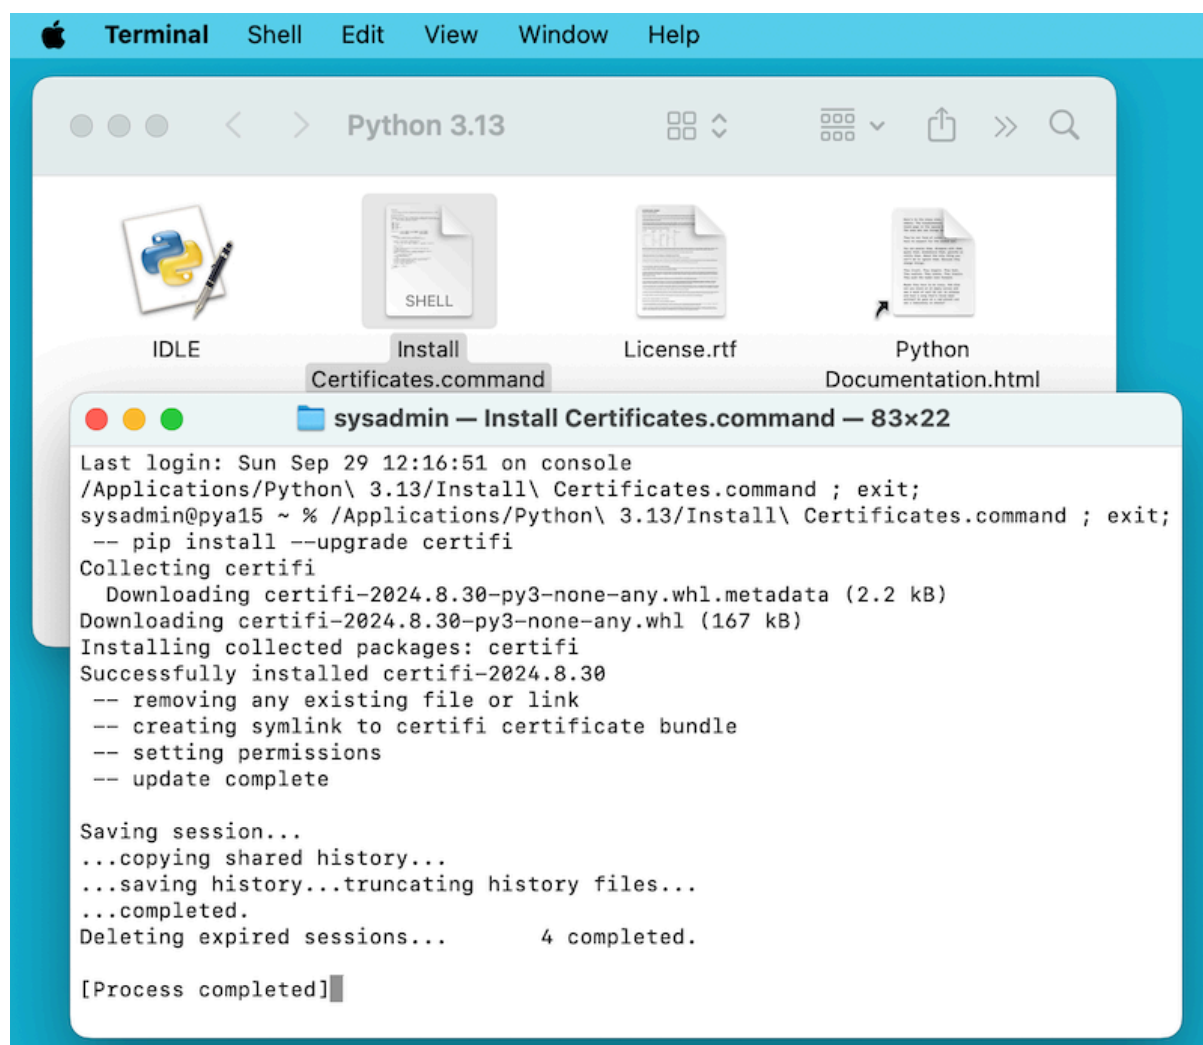 Terminal Shell Edit View Window Help
Python 3.13
SHELL
IDLE
Install
Certificates.command
License.rtf
Python
Documentation.html
sysadmin — Install Certificates.command — 83×22
Last login: Sun Sep 29 12:16:51 on console
/Applications/Python\ 3.13/Install\ Certificates.command ; exit;
sysadmin@pya15 ~ % /Applications/Python\ 3.13/Install\ Certificates.command ; exit;
 -- pip install --upgrade certifi
Collecting certifi
  Downloading certifi-2024.8.30-py3-none-any.whl.metadata (2.2 kB)
Downloading certifi-2024.8.30-py3-none-any.whl (167 kB)
Installing collected packages: certifi
Successfully installed certifi-2024.8.30
 -- removing any existing file or link
 -- creating symlink to certifi certificate bundle
 -- setting permissions
 -- update complete
Saving session...
...copying shared history...
...saving history...truncating history files...
...completed.
Deleting expired sessions...       4 completed.
[Process completed]